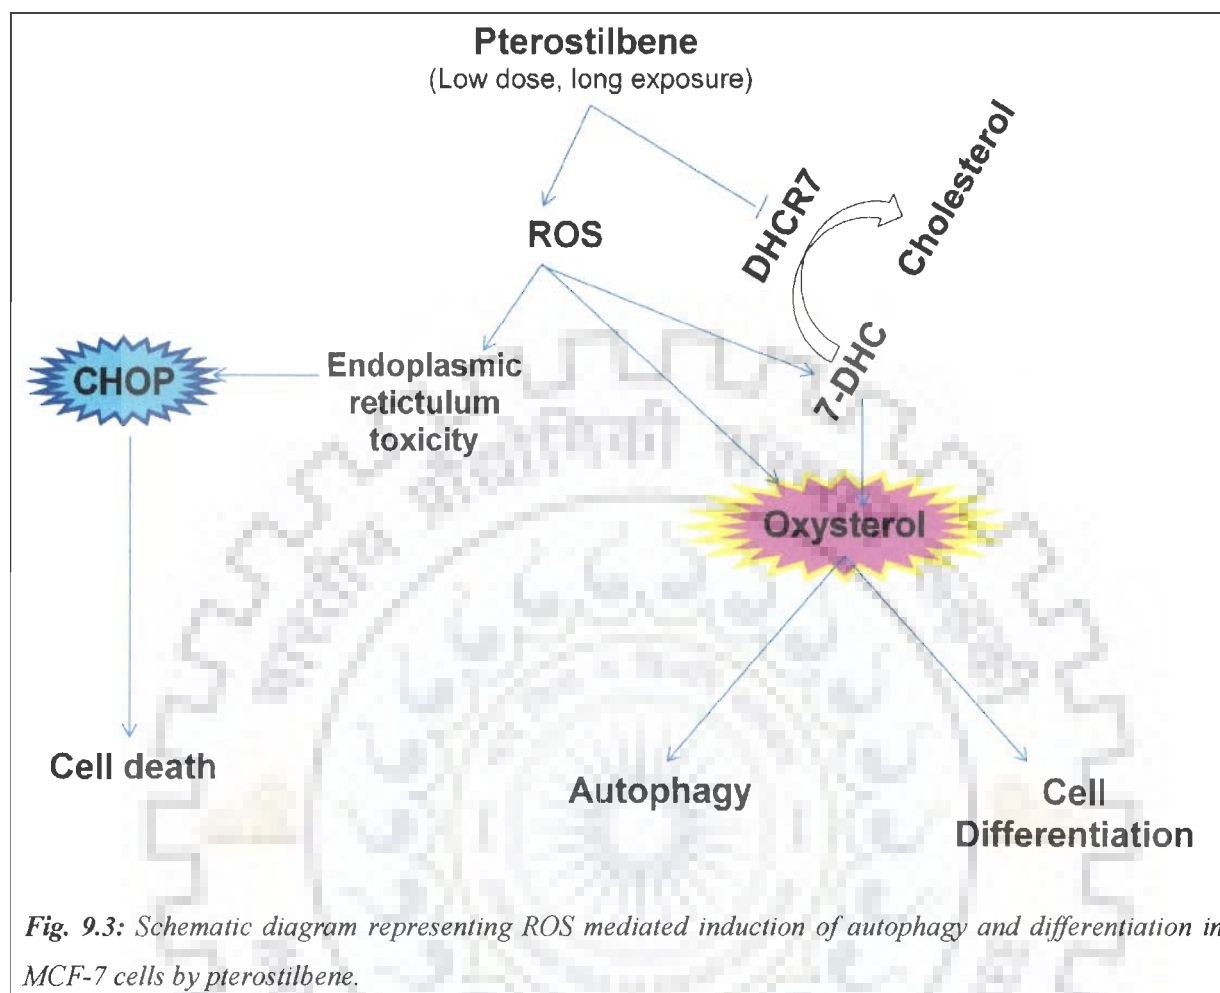 Pterostilbene
(Low dose, long exposure)
DHCR7
Cholesterol
ROS
7-DHC
CHOP
Endoplasmic
retictulum
toxicity
Oxysterol
Cell death
Autophagy
Cell
Differentiation
Fig. 9.3: Schematic diagram representing ROS mediated induction of autophagy and differentiation in
MCF-7 cells by pterostilbene.